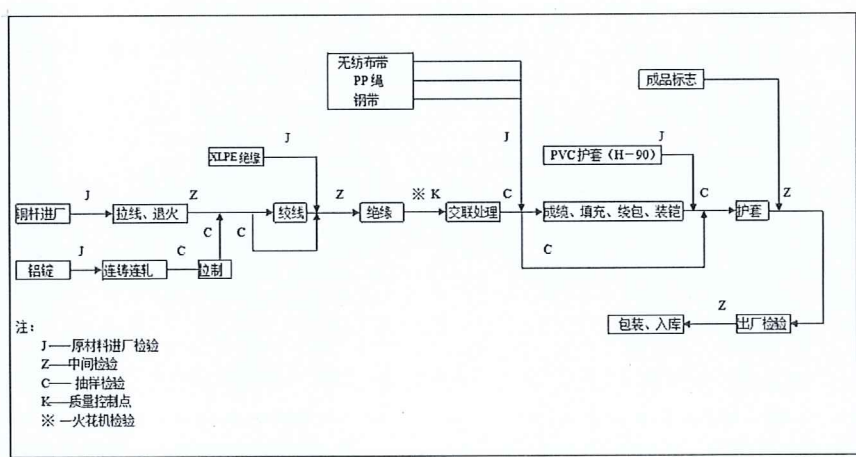 无纺布带
PP绳
钢带
成品标志
J
J
J
XLPE绝缘
PVC护套（H-90）
J
Z
Z
※ K
C
C
Z
铜杆进厂
拉线、退火
绞线
绝缘
交联处理
成缆、填充、绕包、装铠
护套
C
C
C
J
C
铝锭
连铸连轧
拉制
Z
包装、入库
出厂检验
注：
J——原材料进厂检验
Z——中间检验
C—— 抽样检验
K——质量控制点
※ —火花机检验